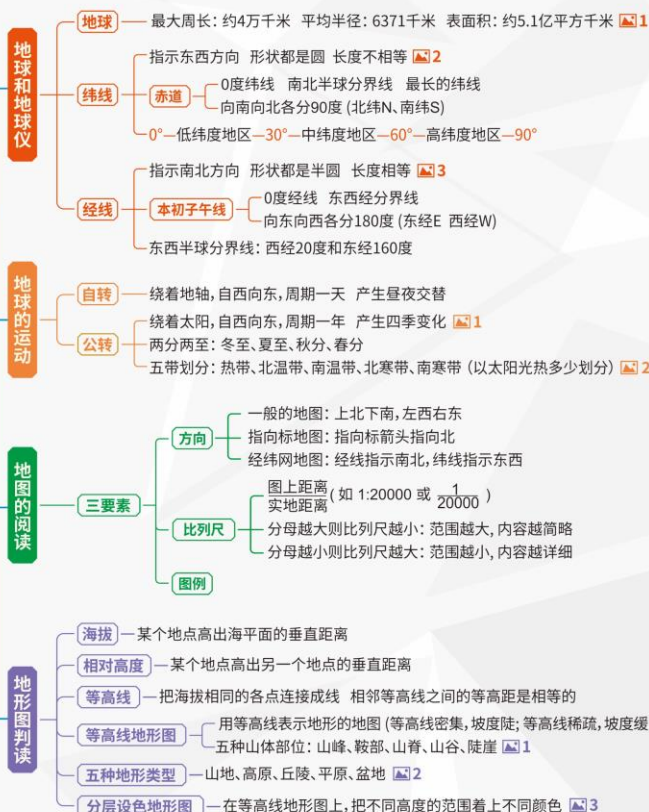 地球和地球仪
地球
最大周长：约4万千米 平均半径：6371千米 表面积：约5.1亿平方千米 1
纬线
指示东西方向 形状都是圆 长度不相等 2
赤道
0度纬线 南北半球分界线 最长的纬线
向南向北各分90度 (北纬N、南纬S)
0°—低纬度地区—30°—中纬度地区—60°—高纬度地区—90°
经线
指示南北方向 形状都是半圆 长度相等 3
本初子午线
0度经线 东西经分界线
向东向西各分180度 (东经E 西经W)
东西半球分界线：西经20度和东经160度
地球的运动
自转
绕着地轴，自西向东，周期一天 产生昼夜交替
公转
绕着太阳，自西向东，周期一年 产生四季变化 1
两分两至：冬至、夏至、秋分、春分
五带划分：热带、北温带、南温带、北寒带、南寒带（以太阳光热多少划分） 2
地图的阅读
三要素
方向
一般的地图：上北下南，左西右东
指向标地图：指向标箭头指向北
经纬网地图：经线指示南北，纬线指示东西
比列尺
图上距离
实地距离 ( 如 1:20000 或 1/20000 )
分母越大则比列尺越小：范围越大，内容越简略
分母越小则比列尺越大：范围越小，内容越详细
图例
地形图判读
海拔
某个地点高出海平面的垂直距离
相对高度
某个地点高出另一个地点的垂直距离
等高线
把海拔相同的各点连接成线 相邻等高线之间的等高距是相等的
等高线地形图
用等高线表示地形的地图 (等高线密集，坡度陡；等高线稀疏，坡度缓
五种山体部位：山峰、鞍部、山脊、山谷、陡崖 1
五种地形类型
山地、高原、丘陵、平原、盆地 2
分层设色地形图
在等高线地形图上，把不同高度的范围着上不同颜色 3